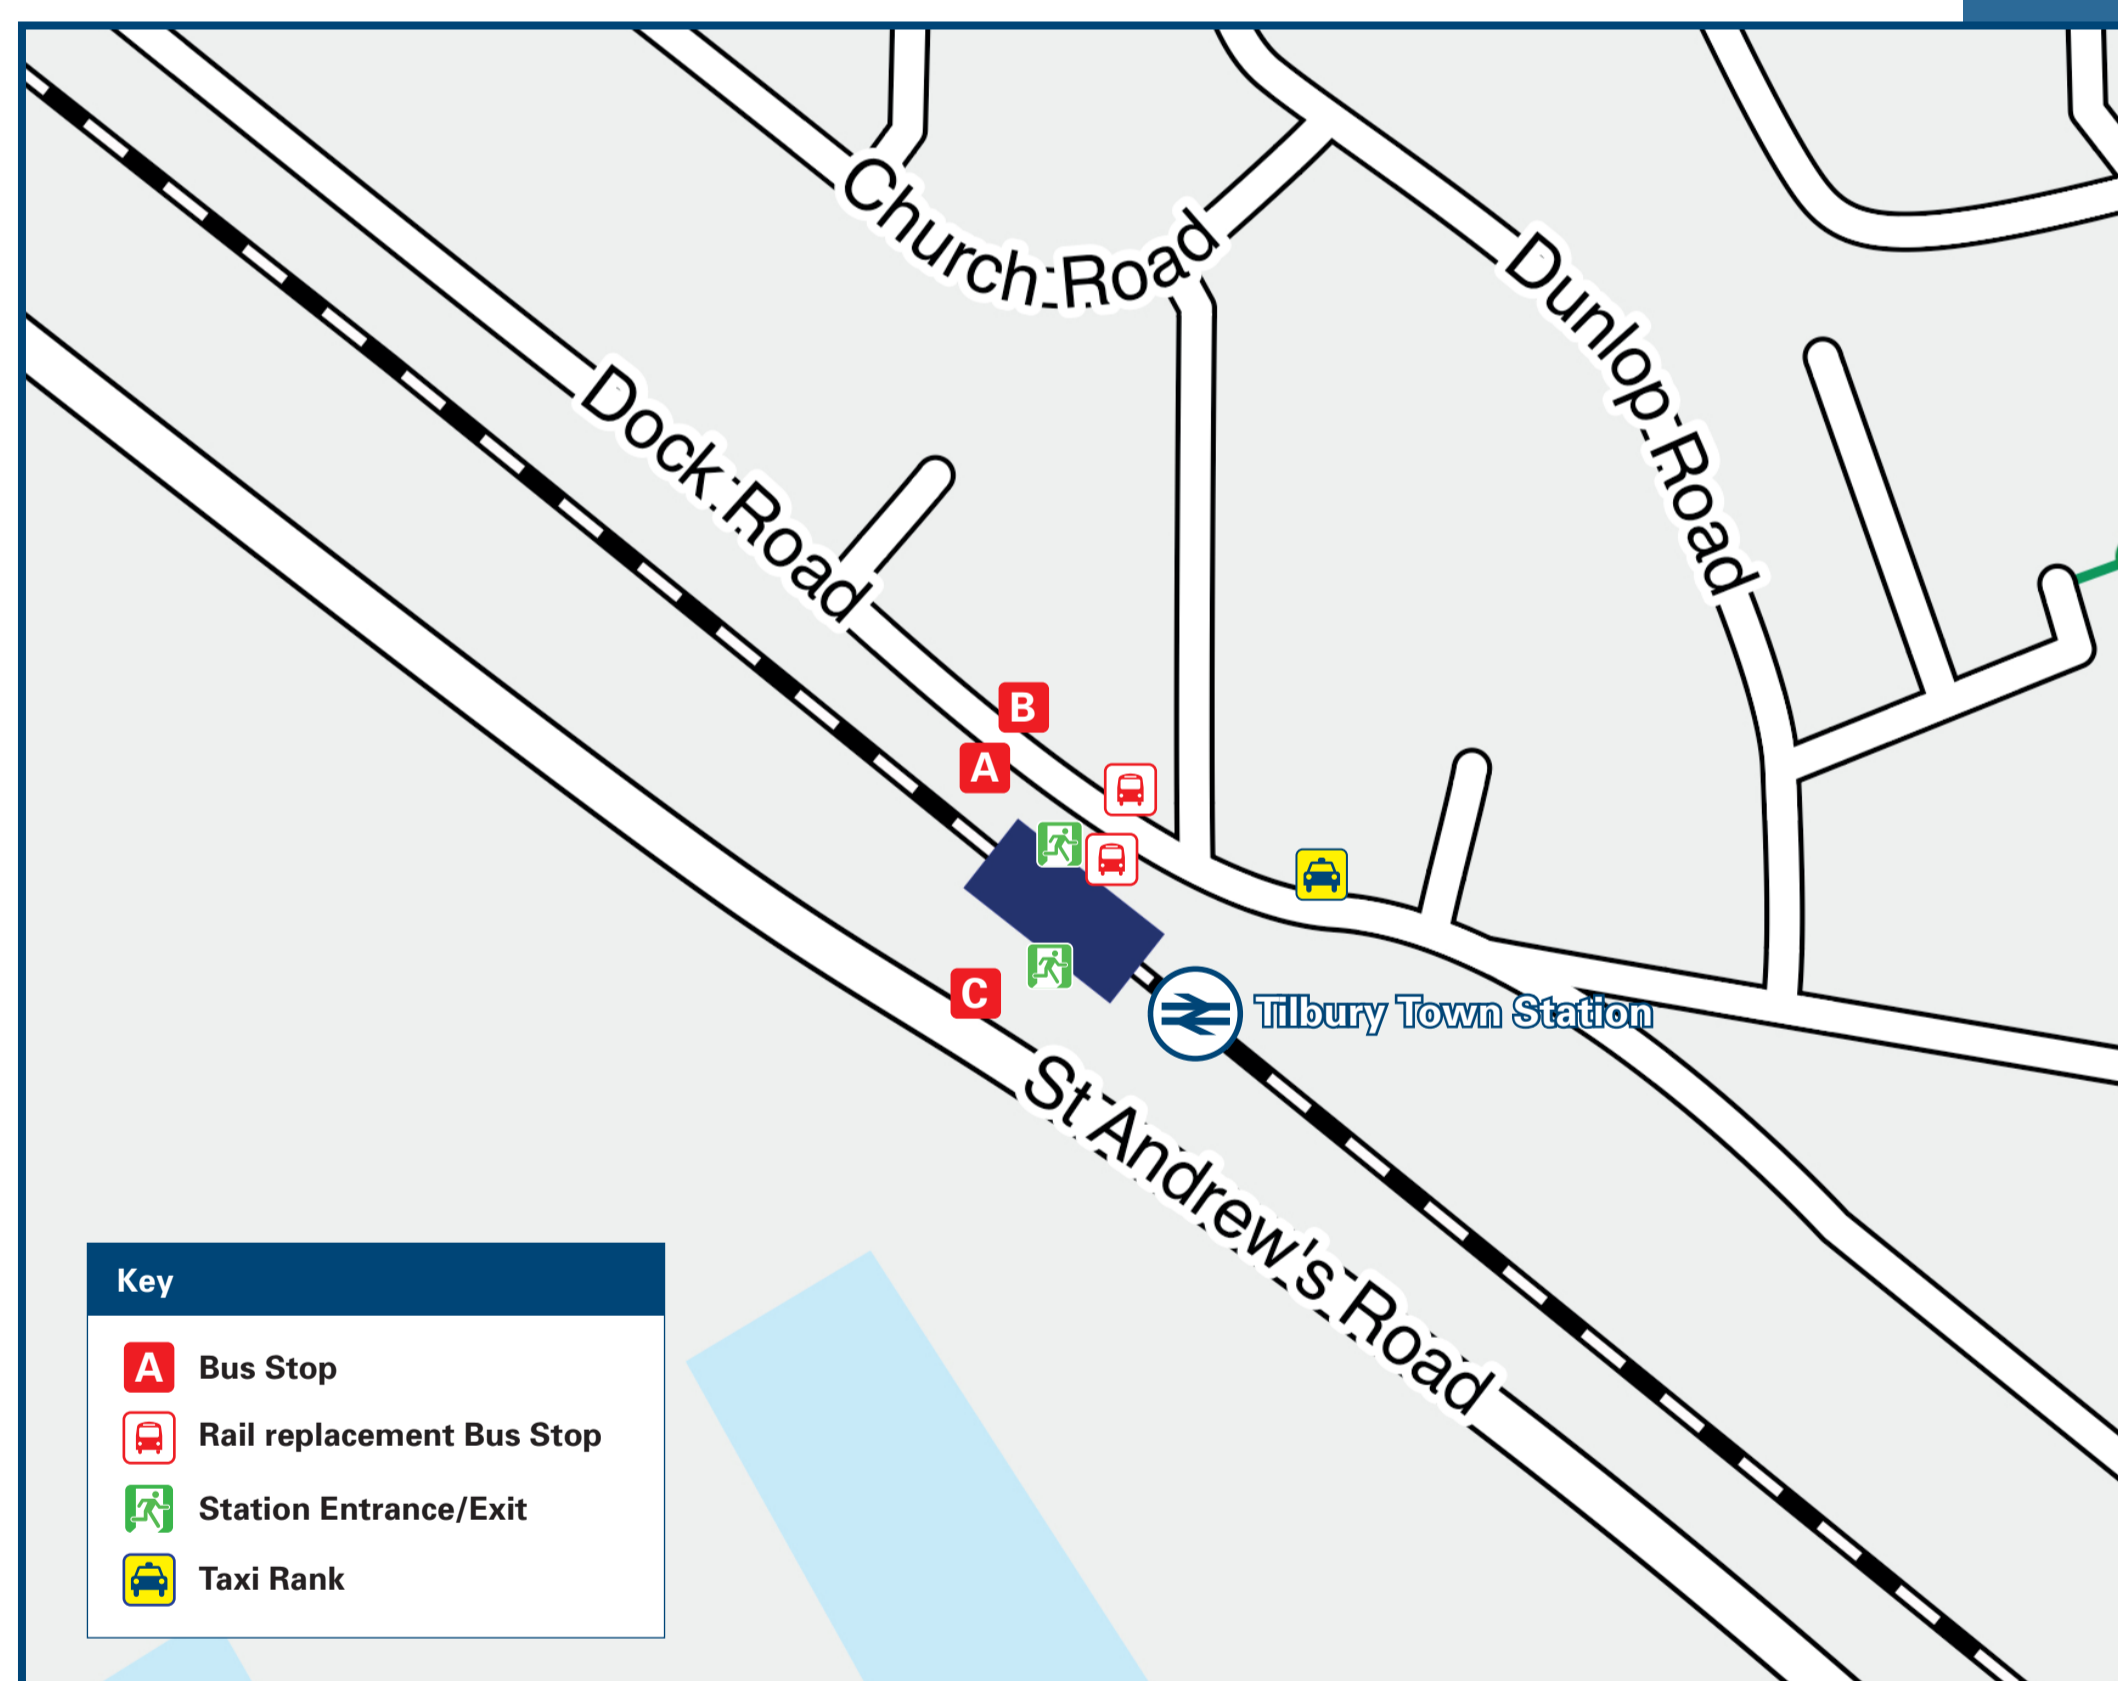 Church Road
Dunlop Road
Dock Road
B
A
C
Tilbury Town Station
St Andrew's Road
Key
A Bus Stop
Rail replacement Bus Stop
Station Entrance/Exit
Taxi Rank